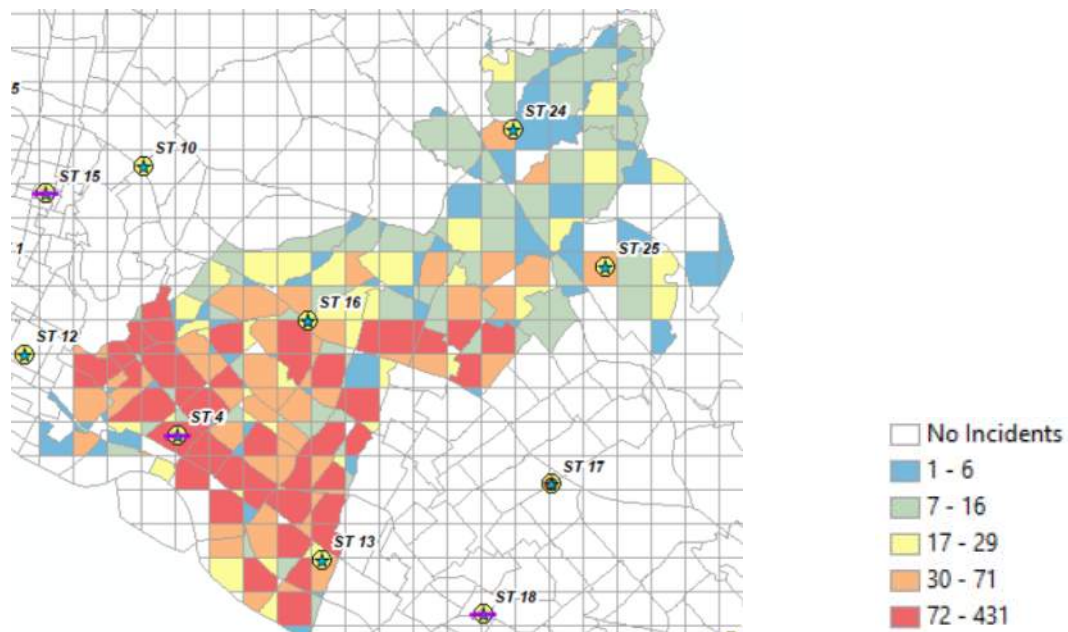 5
ST 24
ST 10
ST 15
1
ST 25
ST 16
ST 12
ST 4
ST 17
ST 13
ST 18
No Incidents
1 - 6
7 - 16
17 - 29
30 - 71
72 - 431